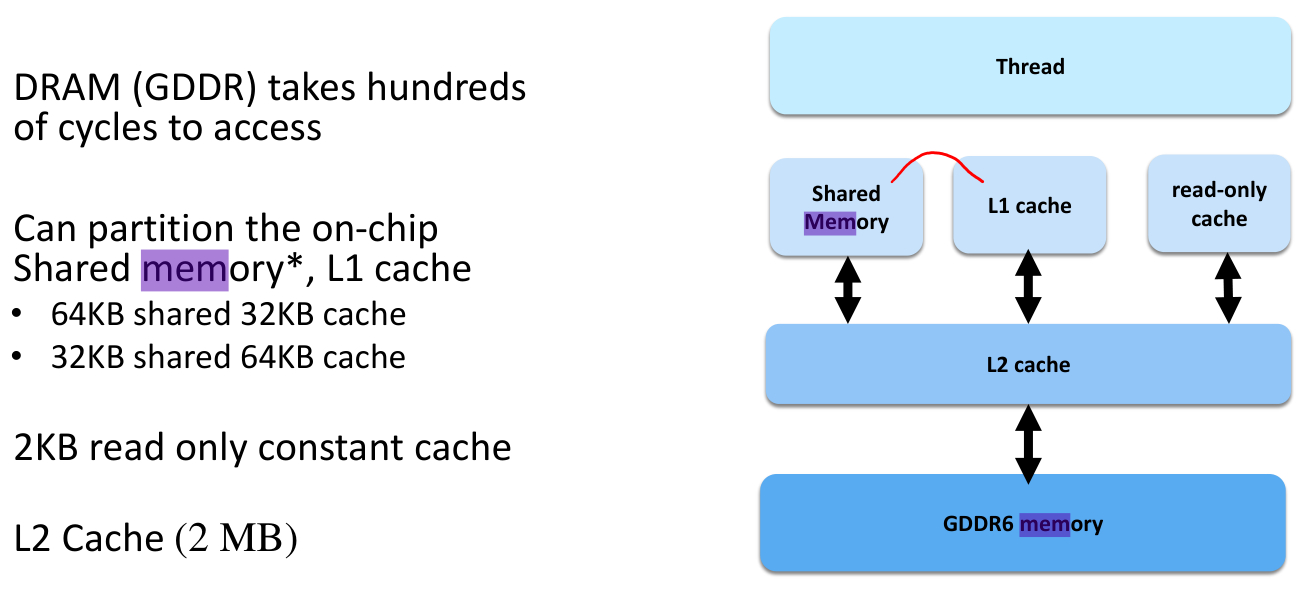 DRAM (GDDR) takes hundreds
of cycles to access
Can partition the on-chip
Shared memory*, L1 cache
• 64KB shared 32KB cache
• 32KB shared 64KB cache
2KB read only constant cache
L2 Cache (2 MB)
Thread
Shared
Memory
L1 cache
read-only
cache
L2 cache
GDDR6 memory